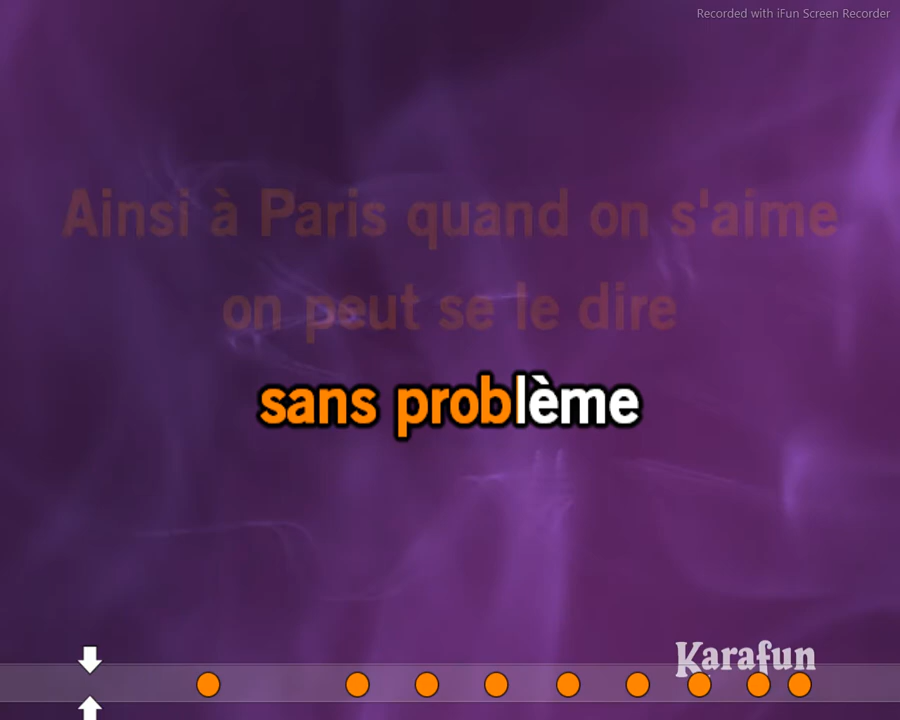 Recorded with iFun Screen Recorder
Ainsi à Paris quand on s'aime
on peut se le dire
sans problème
Karafun